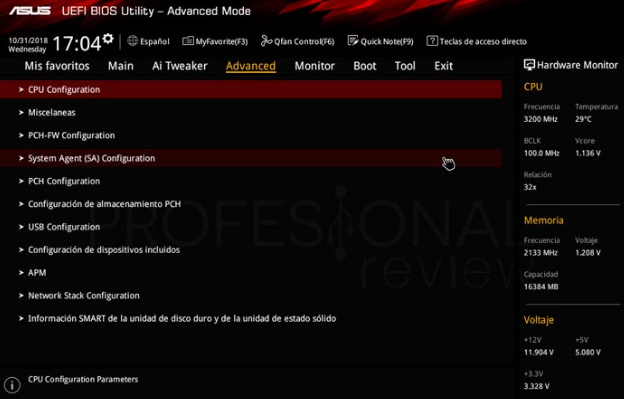 ASUS UEFI BIOS Utility – Advanced Mode
10/31/2018 Wednesday 17:04 Español MyFavorite(F3) Qfan Control(F6) Quick Note(F9) ? Teclas de acceso directo
Mis favoritos Main Ai Tweaker Advanced Monitor Boot Tool Exit
Hardware Monitor
> CPU Configuration
> Miscelaneas
> PCH-FW Configuration
> System Agent (SA) Configuration
> PCH Configuration
> Configuración de almacenamiento PCH
> USB Configuration
> Configuración de dispositivos incluidos
> APM
> Network Stack Configuration
> Información SMART de la unidad de disco duro y de la unidad de estado sólido
PROFESIONAL
review
i CPU Configuration Parameters
CPU
Frecuencia Temperatura
3200 MHz 29°C
BCLK Vcore
100.0 MHz 1.136 V
Relación
32x
Memoria
Frecuencia Voltaje
2133 MHz 1.208 V
Capacidad
16384 MB
Voltaje
+12V +5V
11.904 V 5.080 V
+3.3V
3.328 V